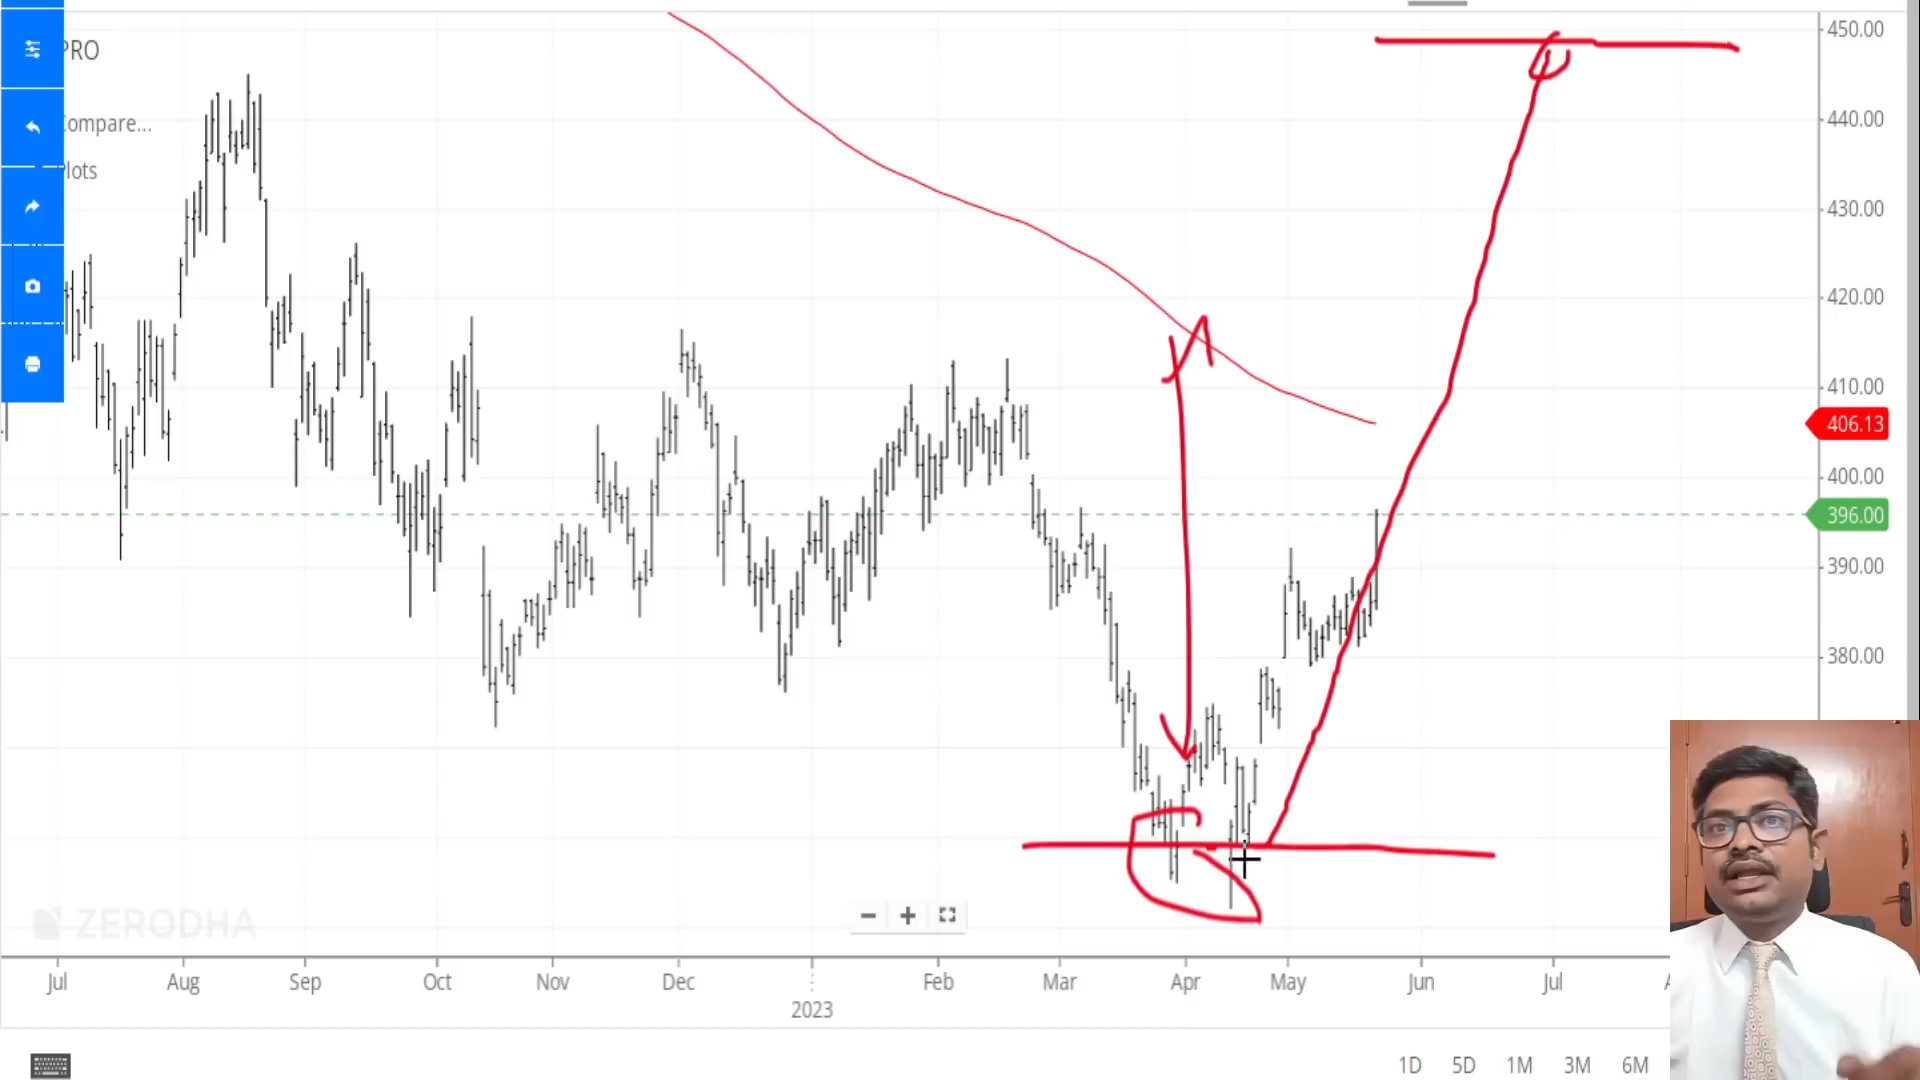 PRO
Compare...
Plots
450.00
440.00
430.00
420.00
410.00
406.13
400.00
396.00
390.00
380.00
ZERODHA
Jul Aug Sep Oct Nov Dec Feb Mar Apr May Jun Jul A
2023
1D 5D 1M 3M 6M